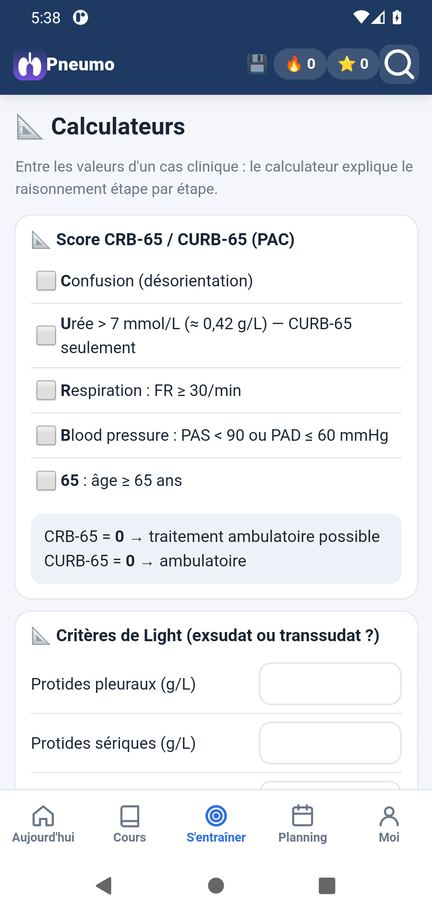 5:38
Pneumo
🔥 0
⭐ 0
📐 Calculateurs
Entre les valeurs d'un cas clinique : le calculateur explique le
raisonnement étape par étape.
📐 Score CRB-65 / CURB-65 (PAC)
Confusion (désorientation)
Urée > 7 mmol/L (≈ 0,42 g/L) — CURB-65
seulement
Respiration : FR ≥ 30/min
Blood pressure : PAS < 90 ou PAD ≤ 60 mmHg
65 : âge ≥ 65 ans
CRB-65 = 0 → traitement ambulatoire possible
CURB-65 = 0 → ambulatoire
📐 Critères de Light (exsudat ou transsudat ?)
Protides pleuraux (g/L)
Protides sériques (g/L)
Aujourd'hui
Cours
S'entraîner
Planning
Moi